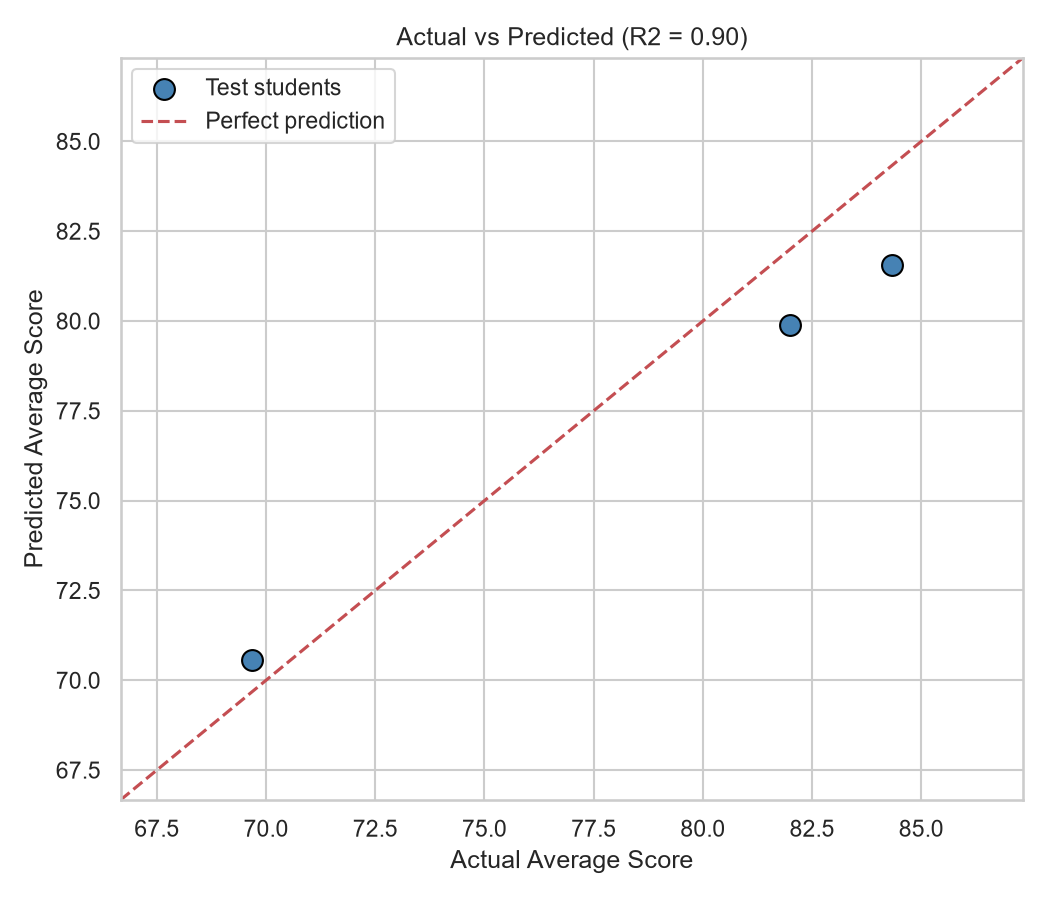 Actual vs Predicted (R2 = 0.90)
Test students
Perfect prediction
85.0
82.5
80.0
77.5
75.0
72.5
70.0
67.5
Predicted Average Score
67.5 70.0 72.5 75.0 77.5 80.0 82.5 85.0
Actual Average Score